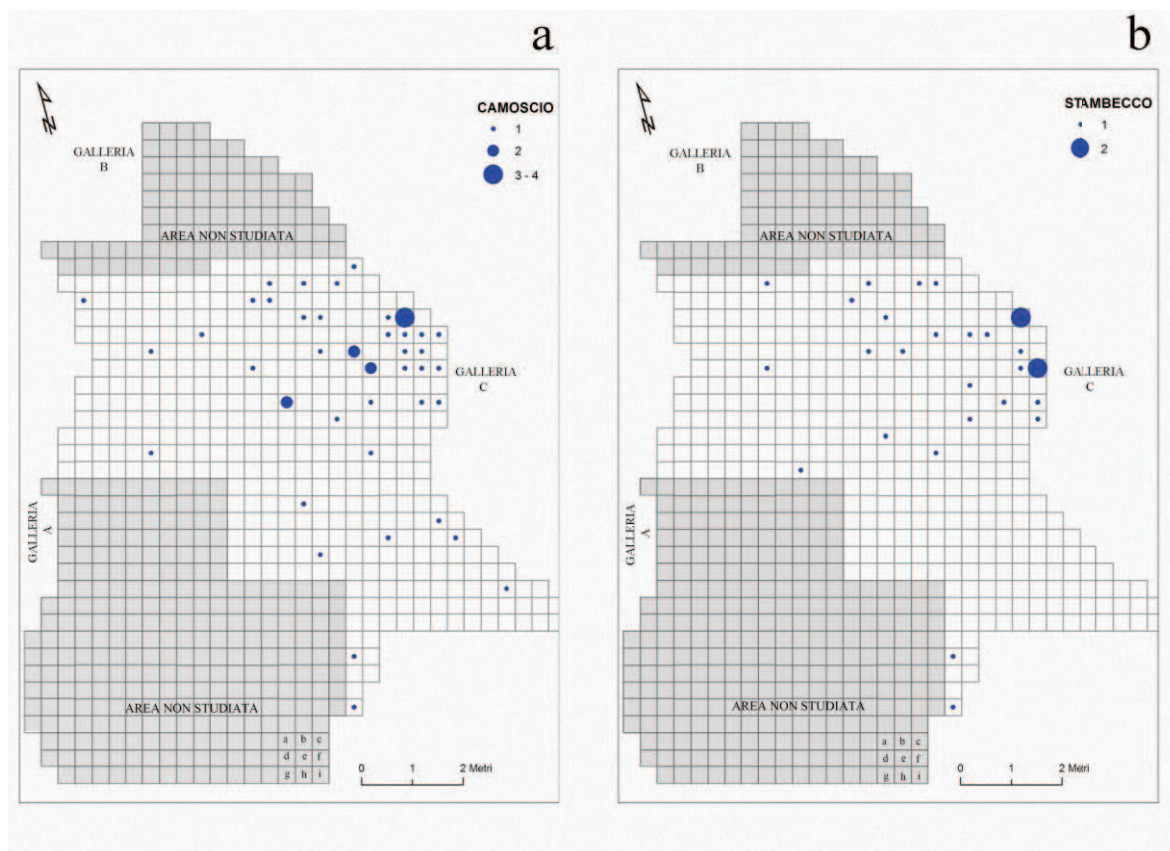 a
N
CAMOSCIO
1
2
3 - 4
GALLERIA
B
AREA NON STUDIATA
GALLERIA
C
GALLERIA
A
AREA NON STUDIATA
a b c
d e f
g h i
0 1 2 Metri
b
N
STAMBECCO
1
2
GALLERIA
B
AREA NON STUDIATA
GALLERIA
C
GALLERIA
A
AREA NON STUDIATA
a b c
d e f
g h i
0 1 2 Metri